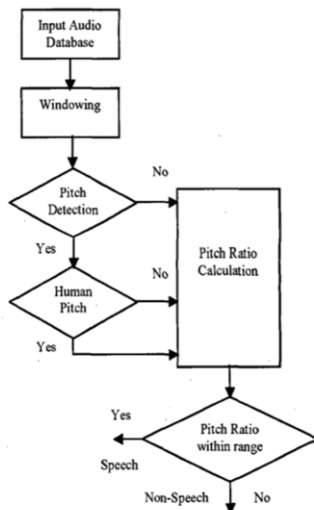 Input Audio
Database
Windowing
No
Pitch
Detection
Yes
Pitch Ratio
Calculation
No
Human
Pitch
Yes
Yes
Pitch Ratio
within range
Speech
Non-Speech
No